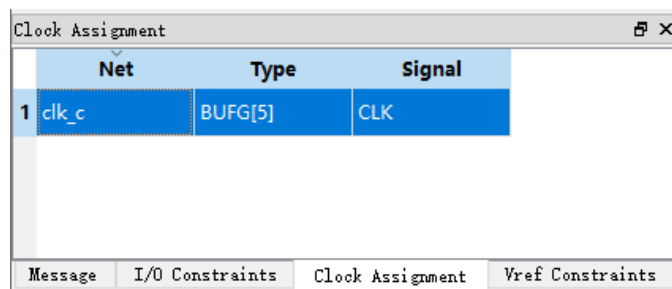 Clock Assignment
Net Type Signal
1 clk_c BUFG[5] CLK
Message I/O Constraints Clock Assignment Vref Constraints